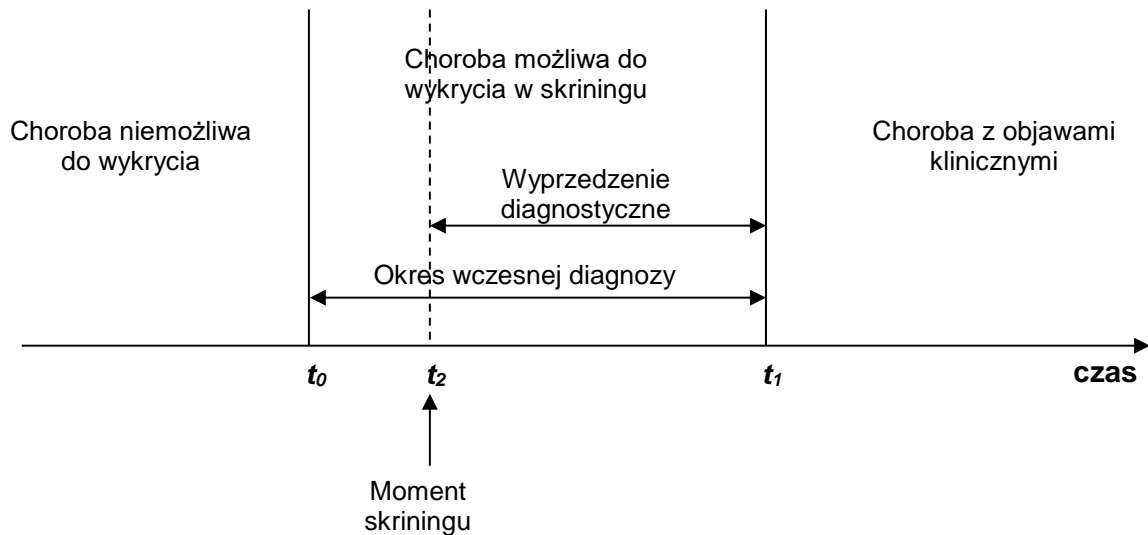 Choroba możliwa do
wykrycia w skriningu
Choroba niemożliwa
do wykrycia
Choroba z objawami
klinicznymi
Wyprzedzenie
diagnostyczne
Okres wczesnej diagnozy
t0
t2
t1
czas
Moment
skriningu